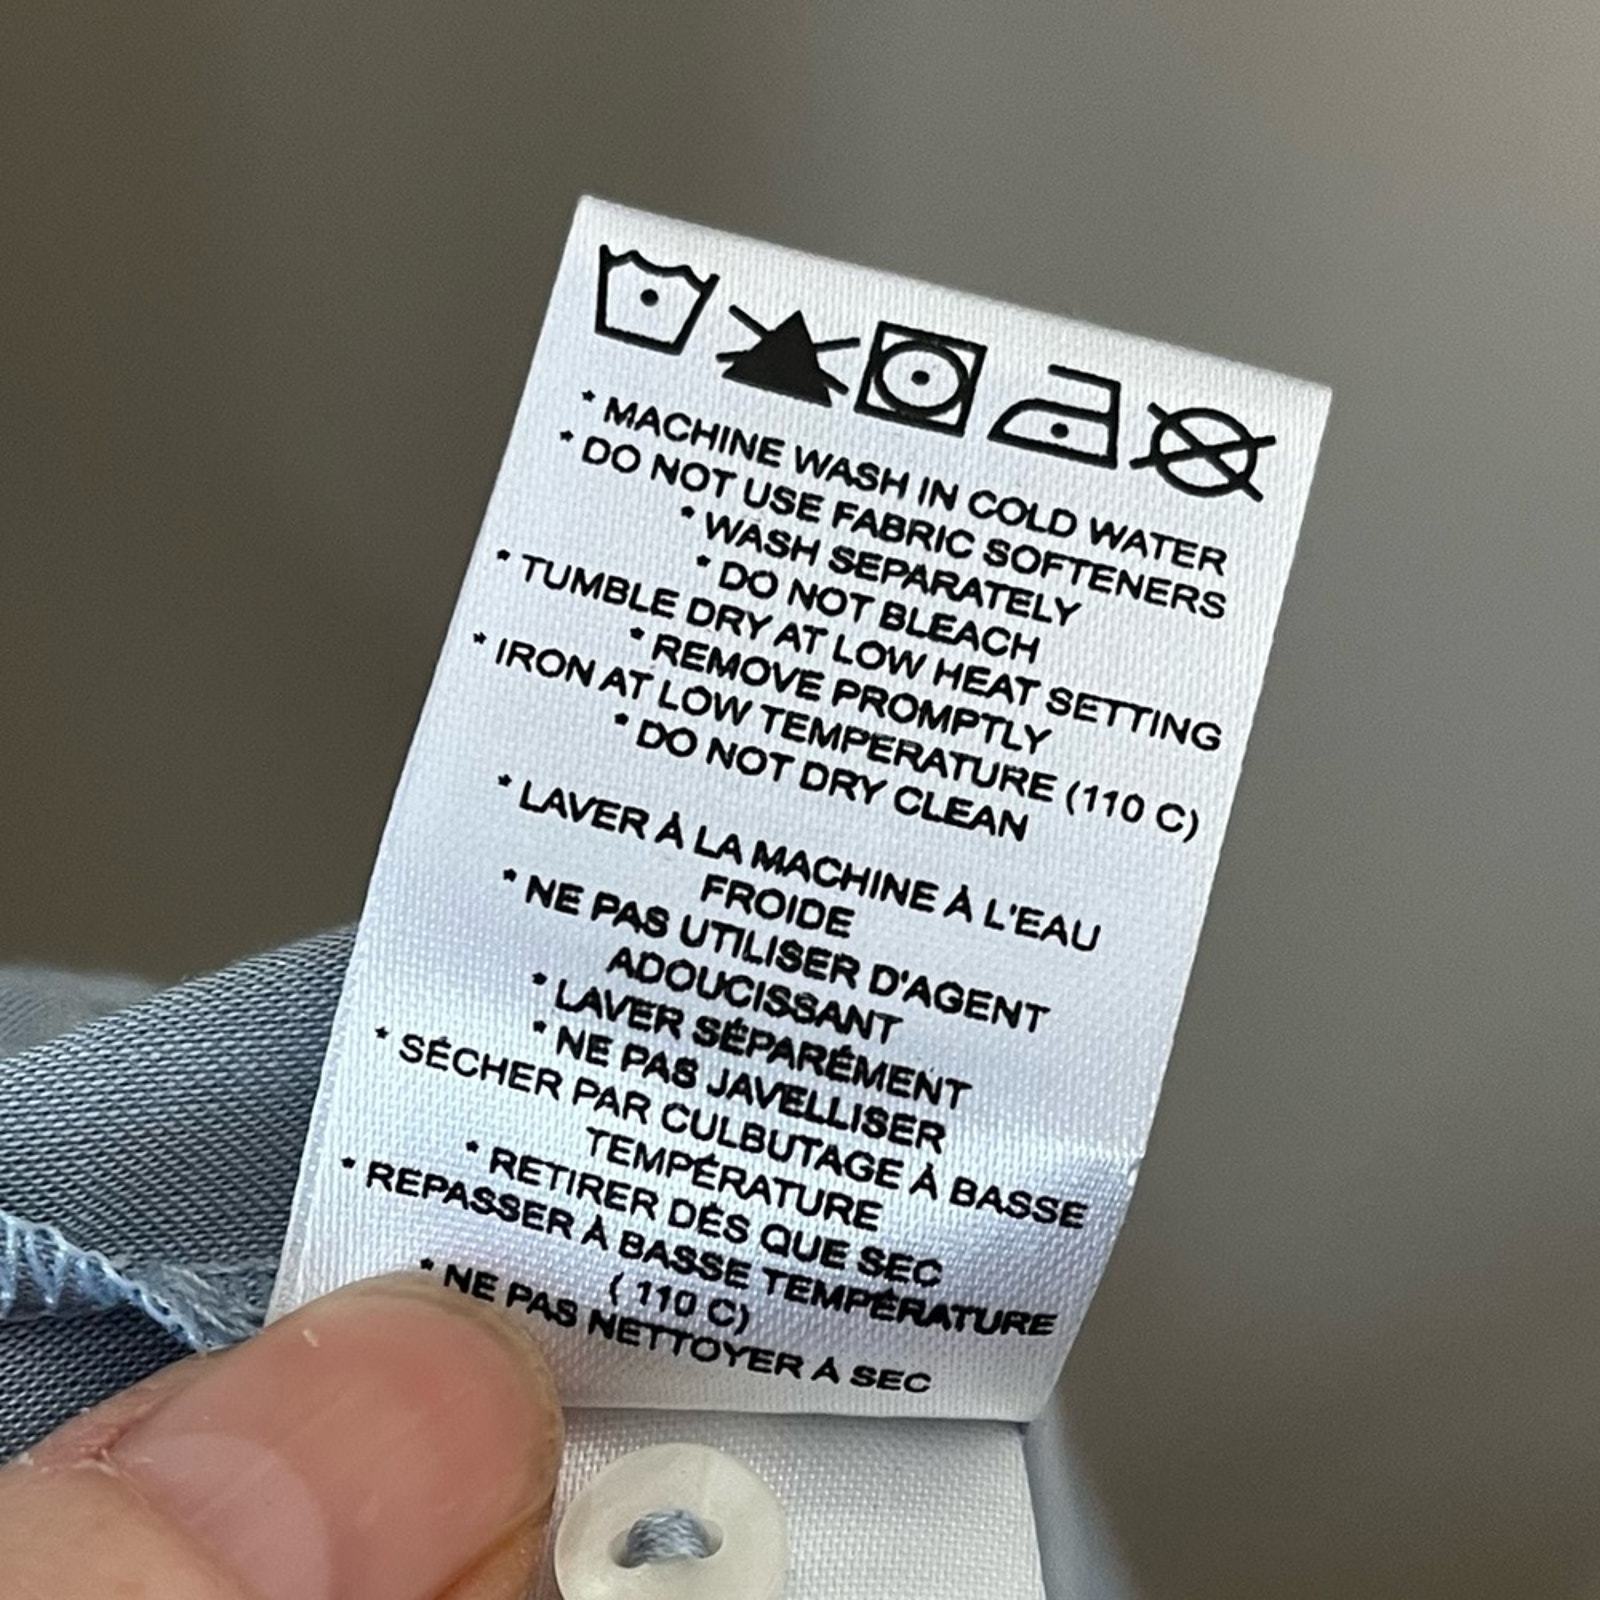 * MACHINE WASH IN COLD WATER
* DO NOT USE FABRIC SOFTENERS
* WASH SEPARATELY
* DO NOT BLEACH
* TUMBLE DRY AT LOW HEAT SETTING
* REMOVE PROMPTLY
* IRON AT LOW TEMPERATURE (110 C)
* DO NOT DRY CLEAN
* LAVER À LA MACHINE À L'EAU
FROIDE
* NE PAS UTILISER D'AGENT
ADOUCISSANT
* LAVER SÉPARÉMENT
* NE PAS JAVELLISER
* SÉCHER PAR CULBUTAGE À BASSE
TEMPÉRATURE
* RETIRER DÈS QUE SEC
* REPASSER À BASSE TEMPÉRATURE
( 110 C)
* NE PAS NETTOYER À SEC